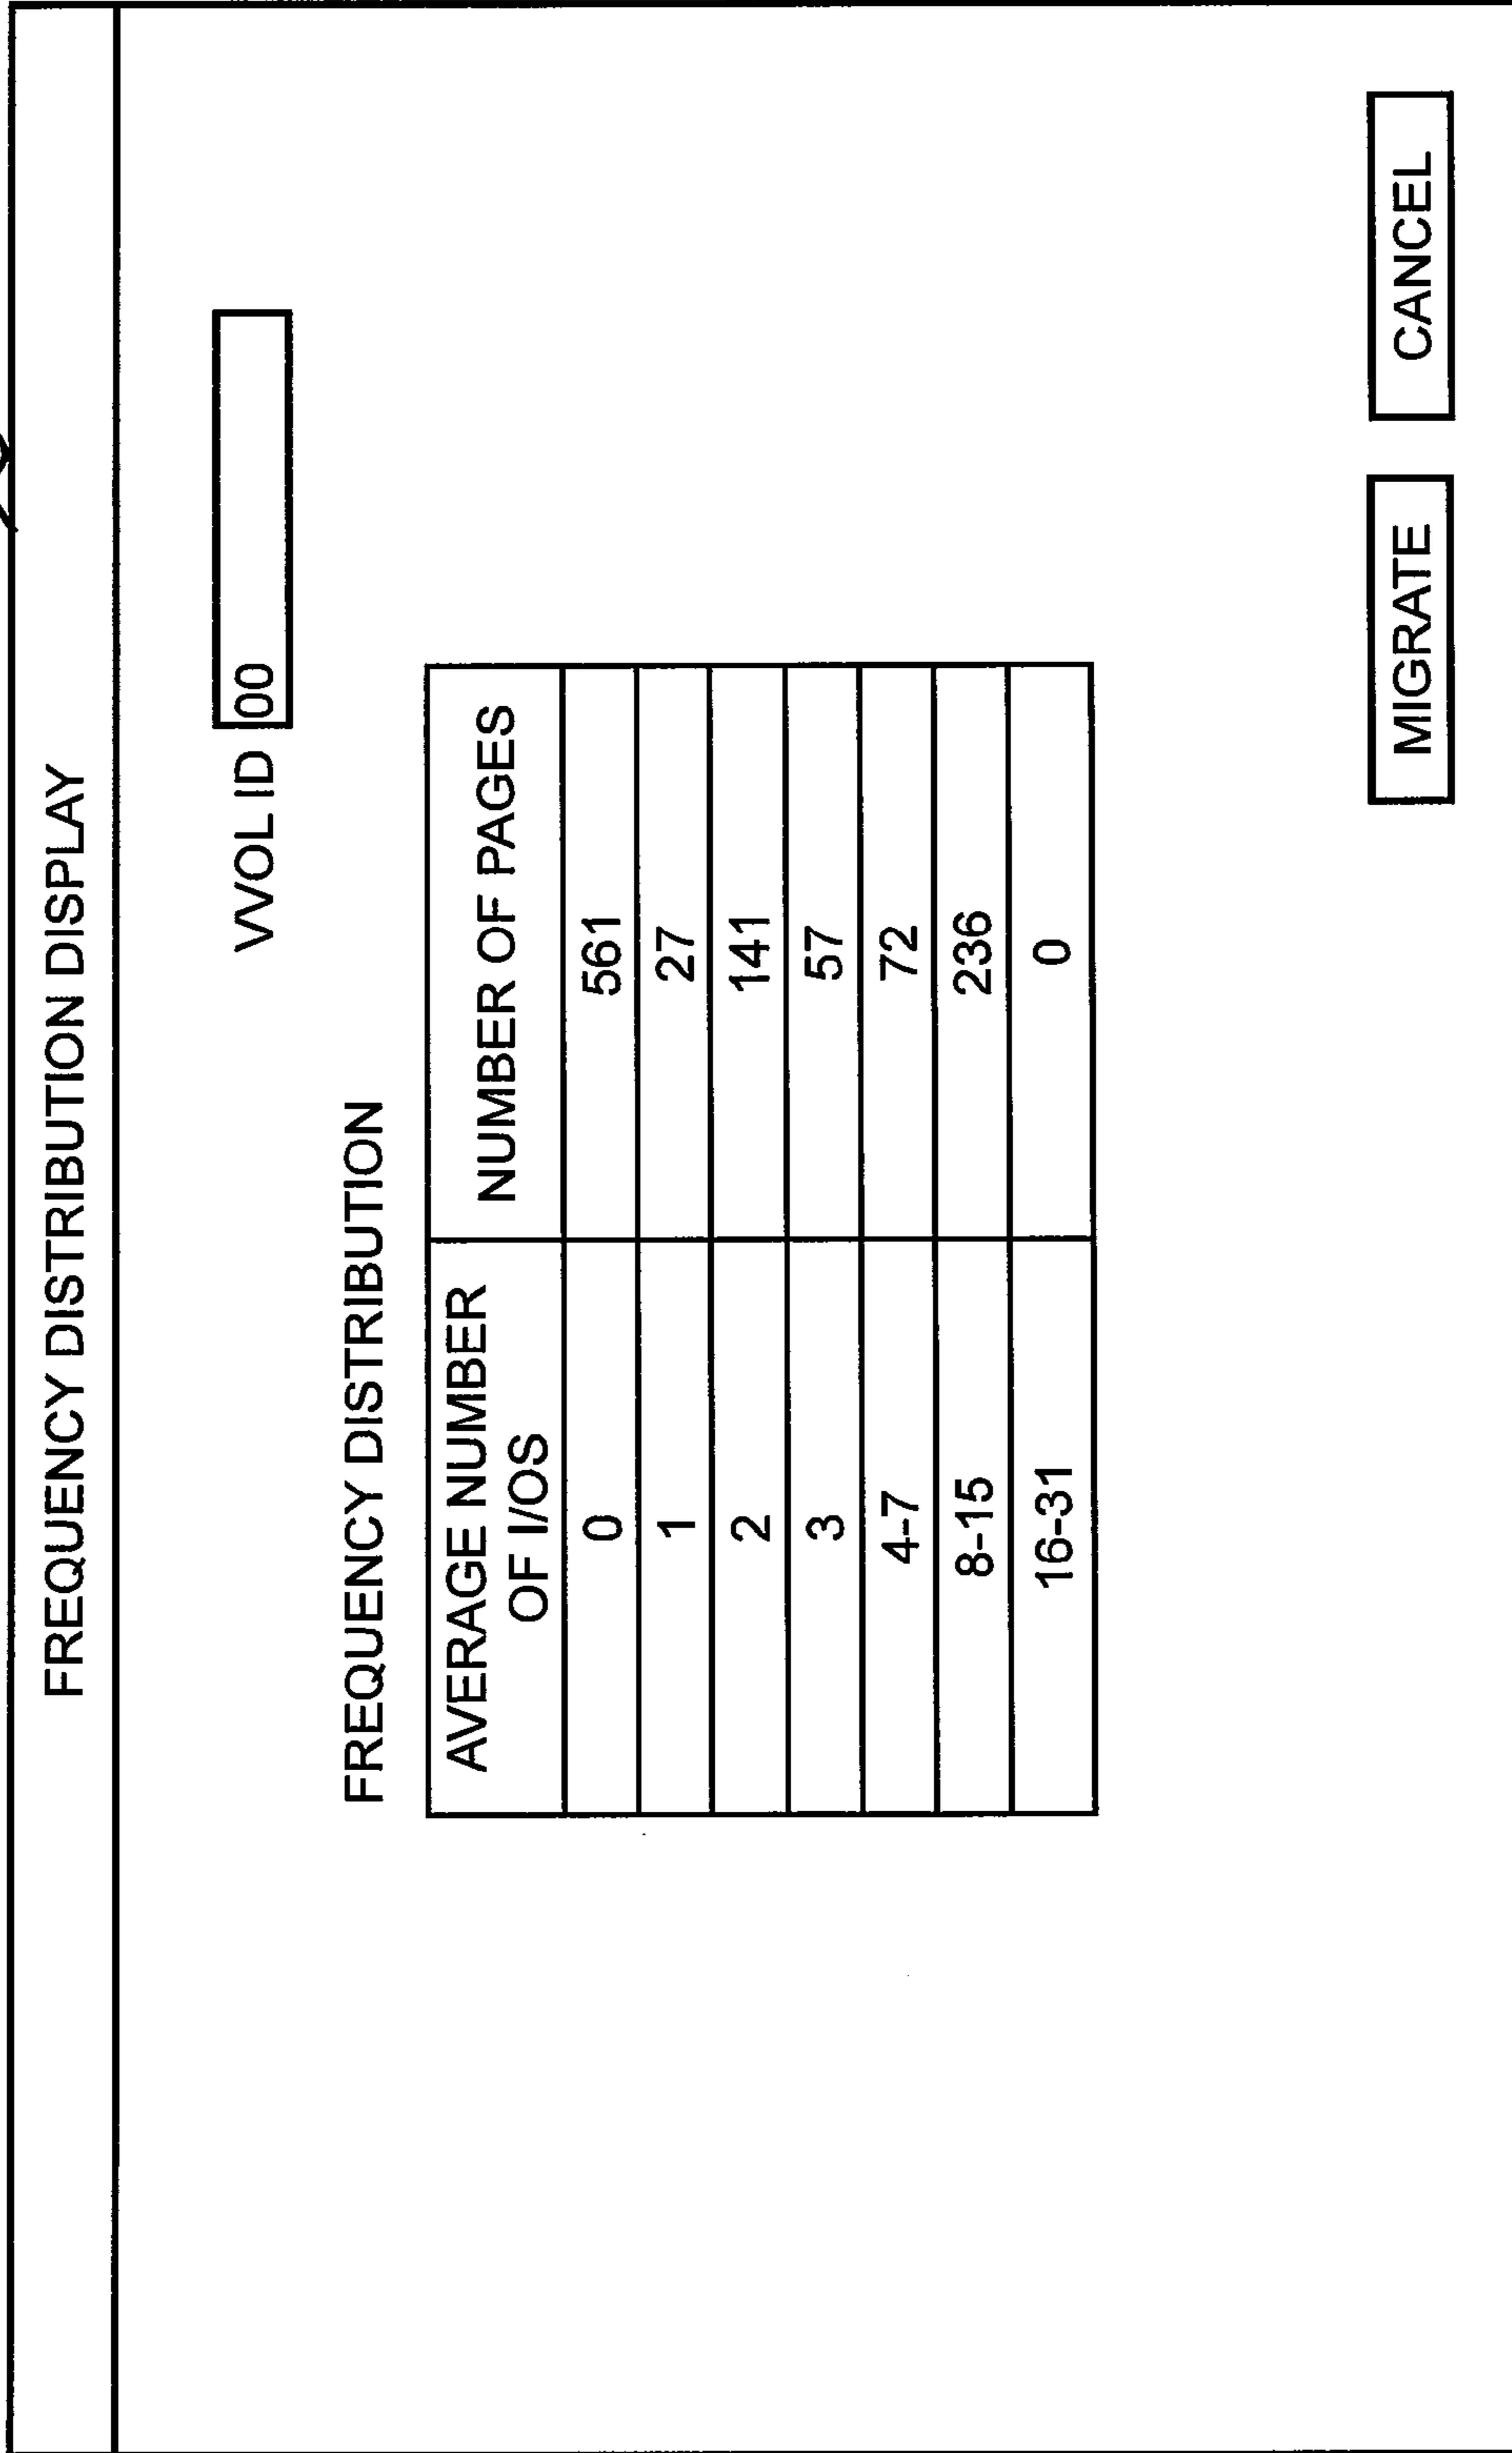 FREQUENCY DISTRIBUTION DISPLAY
VVOL ID 00
FREQUENCY DISTRIBUTION
AVERAGE NUMBER OF I/OS NUMBER OF PAGES
0 561
1 27
2 141
3 57
4-7 72
8-15 236
16-31 0
MIGRATE CANCEL